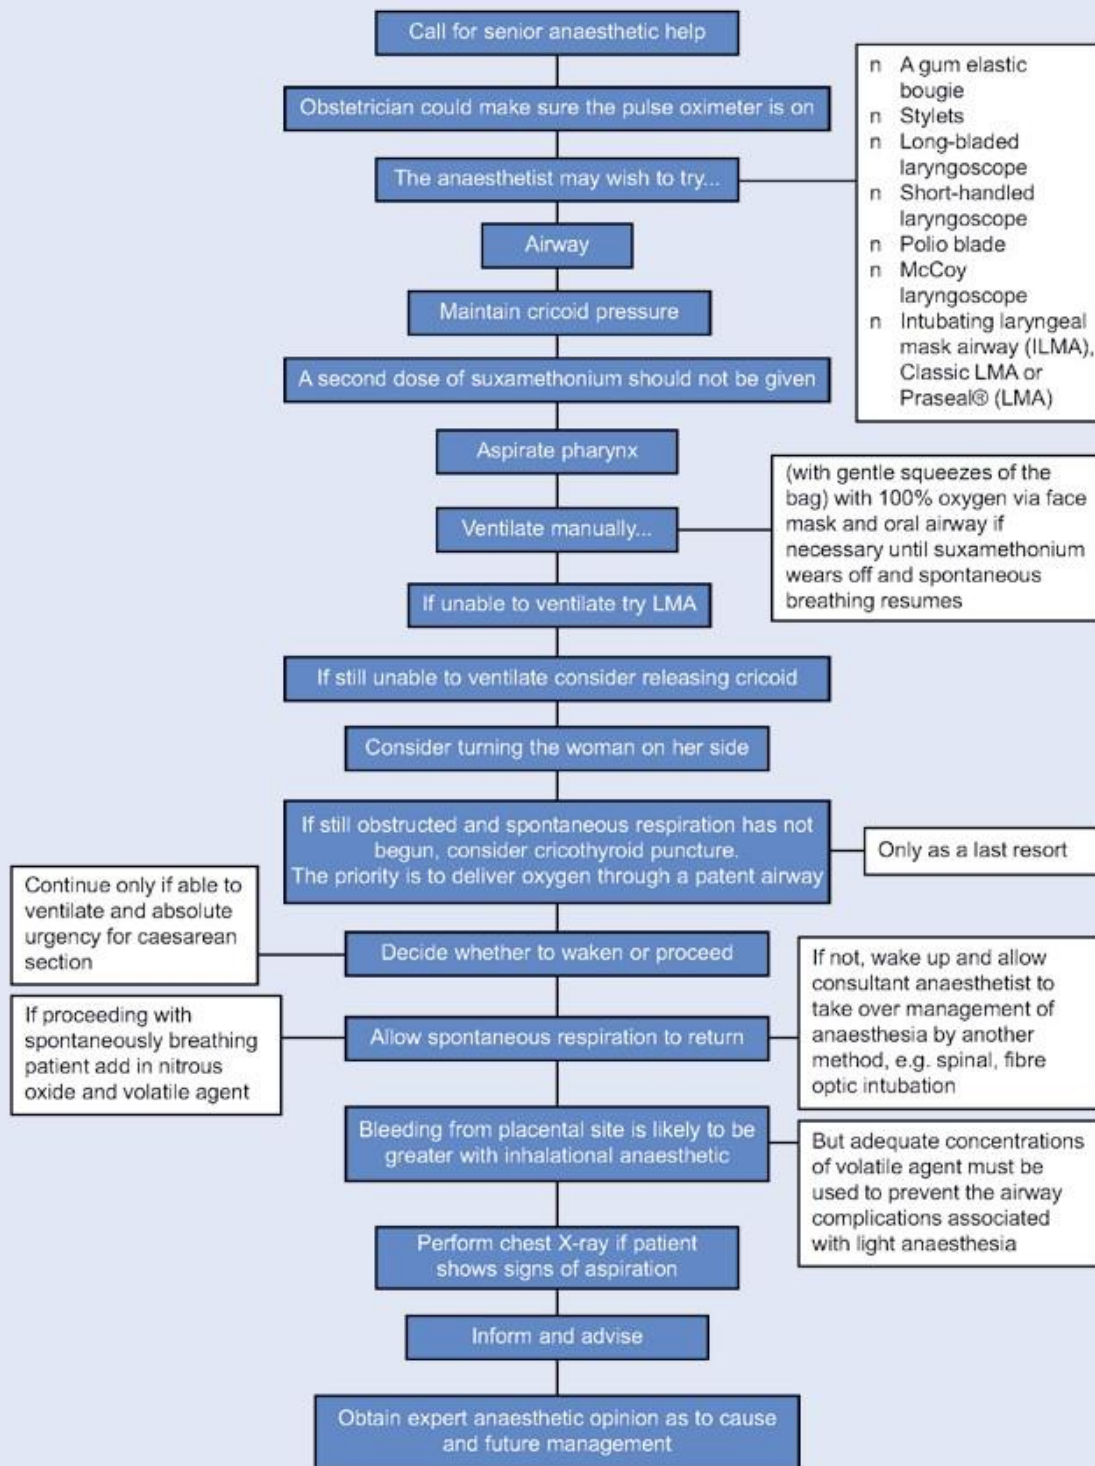 Call for senior anaesthetic help
Obstetrician could make sure the pulse oximeter is on
The anaesthetist may wish to try...
n A gum elastic
bougie
n Stylets
n Long-bladed
laryngoscope
n Short-handled
laryngoscope
n Polio blade
n McCoy
laryngoscope
n Intubating laryngeal
mask airway (ILMA),
Classic LMA or
Praseal® (LMA)
Airway
Maintain cricoid pressure
A second dose of suxamethonium should not be given
Aspirate pharynx
Ventilate manually...
(with gentle squeezes of the
bag) with 100% oxygen via face
mask and oral airway if
necessary until suxamethonium
wears off and spontaneous
breathing resumes
If unable to ventilate try LMA
If still unable to ventilate consider releasing cricoid
Consider turning the woman on her side
If still obstructed and spontaneous respiration has not
begun, consider cricothyroid puncture.
The priority is to deliver oxygen through a patent airway
Only as a last resort
Decide whether to waken or proceed
Continue only if able to
ventilate and absolute
urgency for caesarean
section
Allow spontaneous respiration to return
If proceeding with
spontaneously breathing
patient add in nitrous
oxide and volatile agent
If not, wake up and allow
consultant anaesthetist to
take over management of
anaesthesia by another
method, e.g. spinal, fibre
optic intubation
Bleeding from placental site is likely to be
greater with inhalational anaesthetic
But adequate concentrations
of volatile agent must be
used to prevent the airway
complications associated
with light anaesthesia
Perform chest X-ray if patient
shows signs of aspiration
Inform and advise
Obtain expert anaesthetic opinion as to cause
and future management